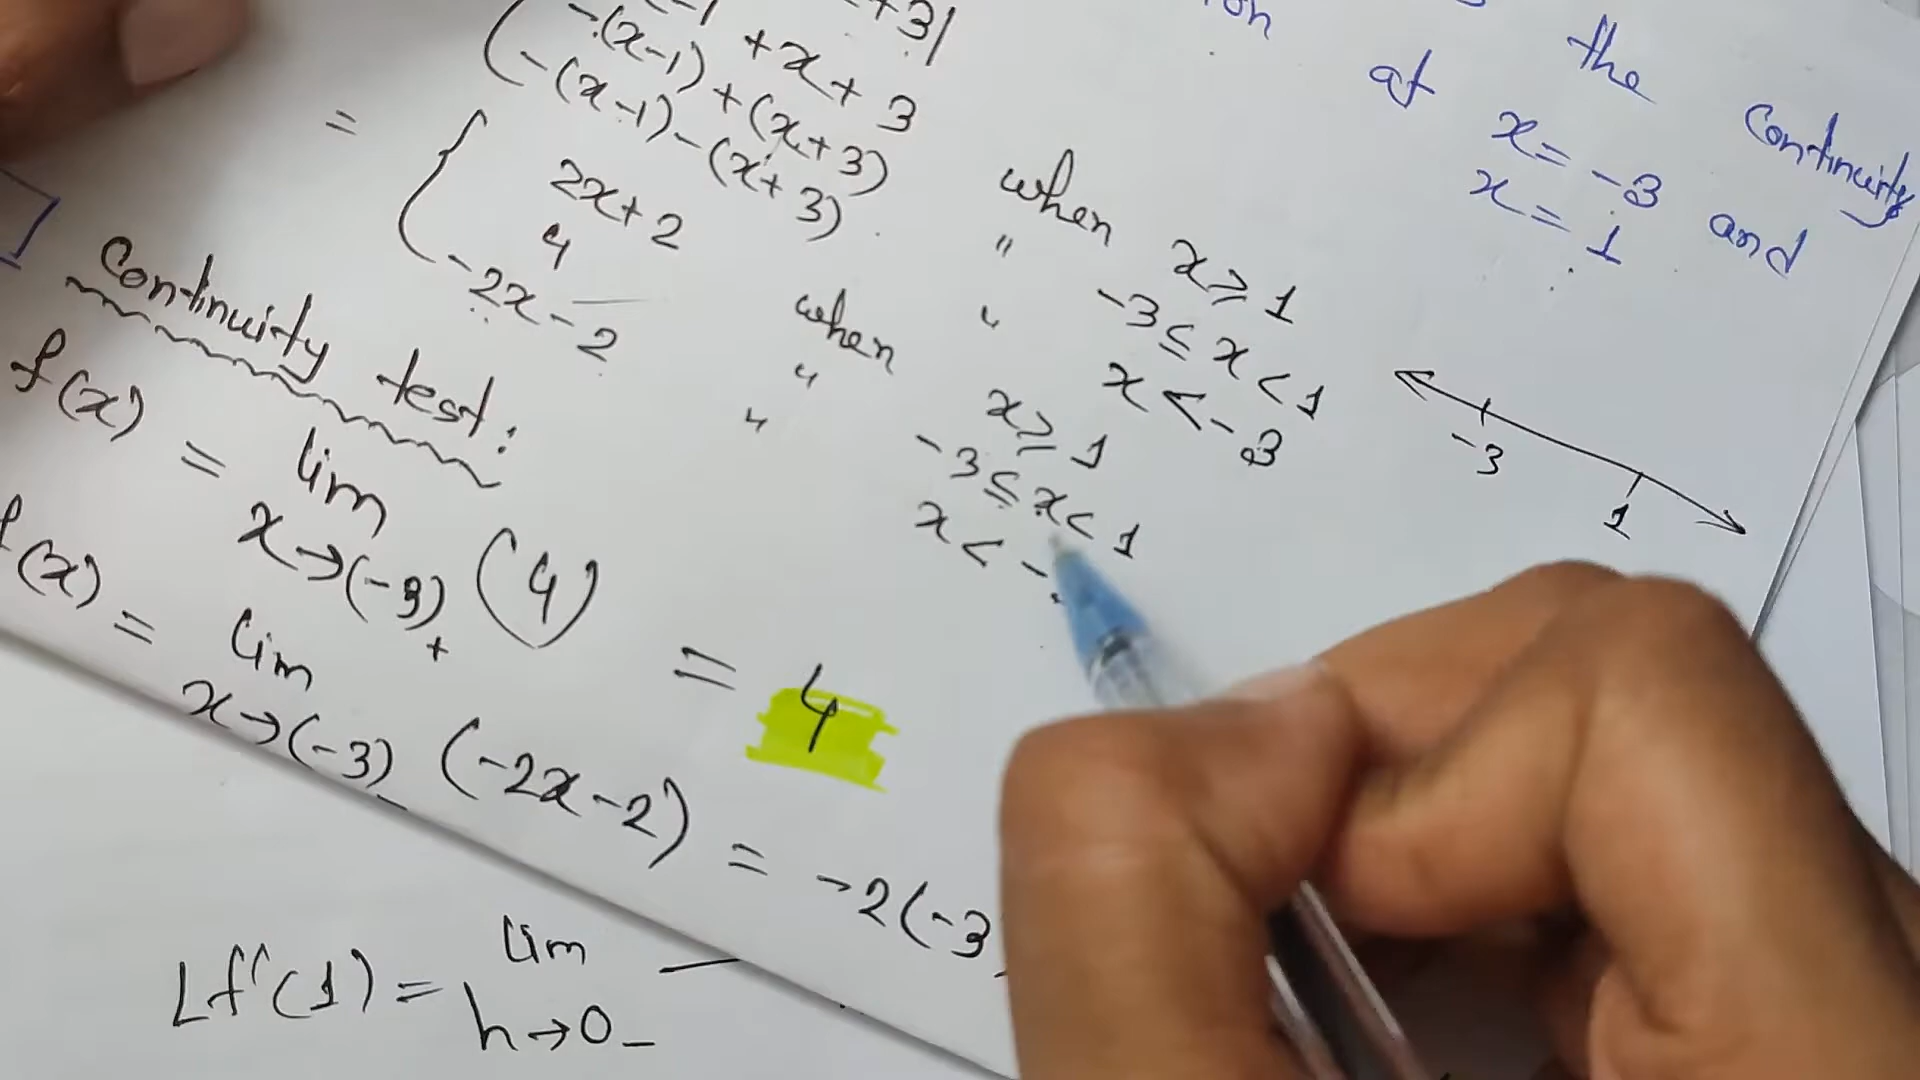 the continuity
at x = -3 and
x = 1
+3|
-1 + x + 3
-(x-1) + (x+3)
-(x-1) - (x+3)
when x ⩾ 1
" -3 ≤ x < 1
" x < -3
= { 2x+2 when x ⩾ 1
4 " -3 ≤ x < 1
-2x-2 " x < -
-3 1
Continuity test:
f(x) = lim x→(-3)+ (4) = 4
f(x) = lim x→(-3)- (-2x-2) = -2(-3
Lf'(1) = lim h→0-